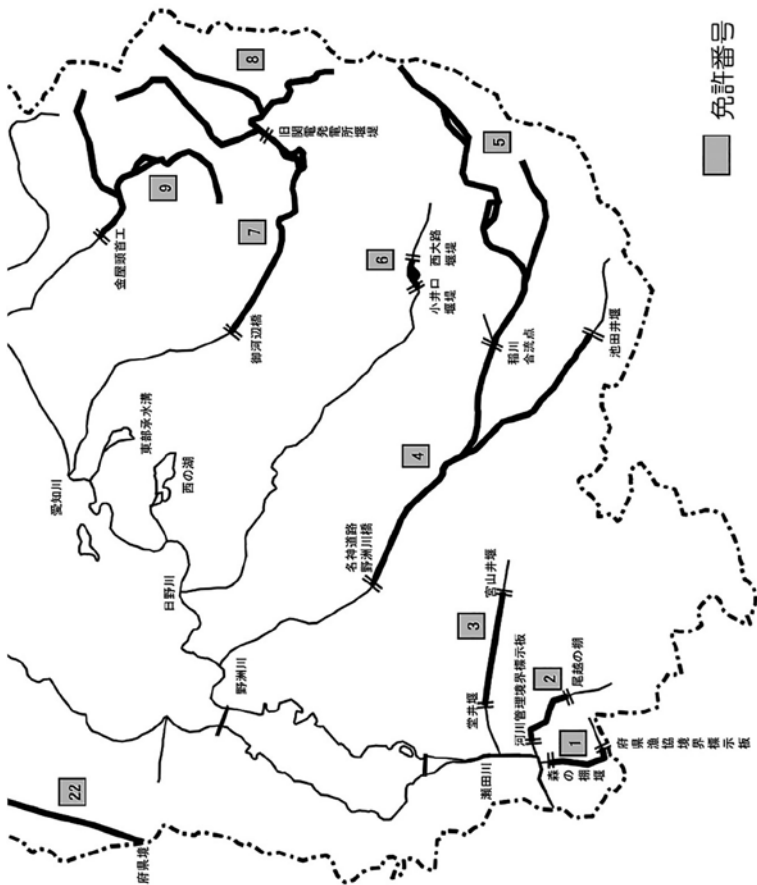 愛知川
22
府県境
金屋頭首工
東部承水溝
9
日野川
西の湖
野洲川
8
7
御河辺橋
旧関電発電所堰堤
名神道路
野洲川橋
6
小井口
堰堤
西大路
堰堤
4
3
堂井堰
瀬田川
5
宮山井堰
稲川
合流点
河川管理境界標示板
2
森の棚堰
1
尾越の棚
池田井堰
府県漁協境界標示板
免許番号